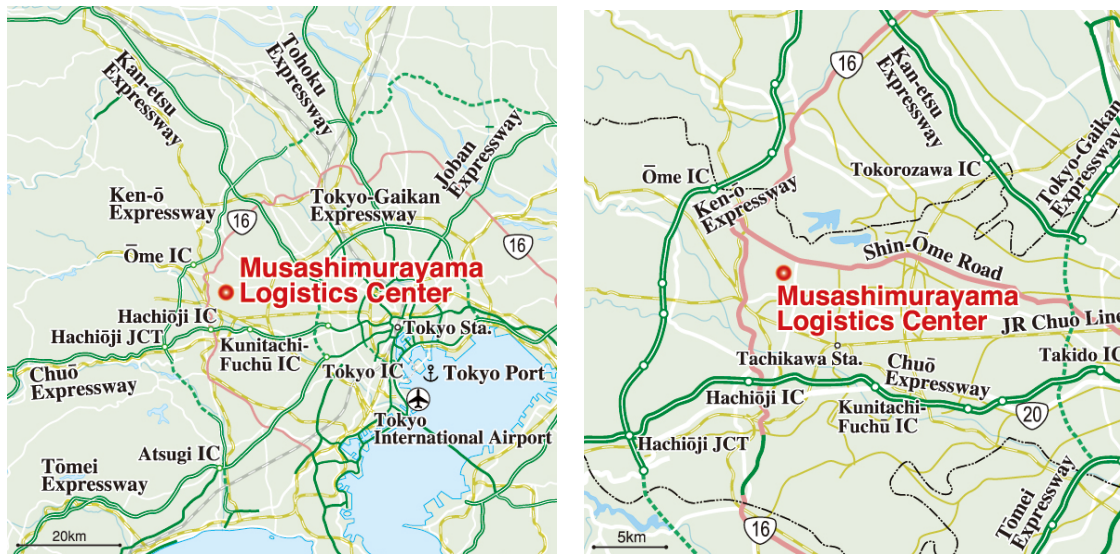 Kan-etsu
Expressway
Tohoku
Expressway
Joban
Expressway
Ken-ō
Expressway
16
Tokyo-Gaikan
Expressway
16
Ōme IC
Musashimurayama
Logistics Center
Hachiōji IC
Hachiōji JCT
Kunitachi-
Fuchū IC
Tokyo Sta.
Chuō
Expressway
Tōkyo IC
Tokyo Port
Tokyo
International Airport
Atsugi IC
Tōmei
Expressway
20km
16
Kan-etsu
Expressway
Tokyo-Gaikan
Expressway
Ōme IC
Ken-ō
Expressway
Tokorozawa IC
Shin-Ōme Road
Musashimurayama
Logistics Center
JR Chuo Line
Tachikawa Sta.
Chuō
Expressway
Takido IC
Hachiōji IC
Kunitachi-
Fuchū IC
20
Hachiōji JCT
Tōmei
Expressway
16
5km